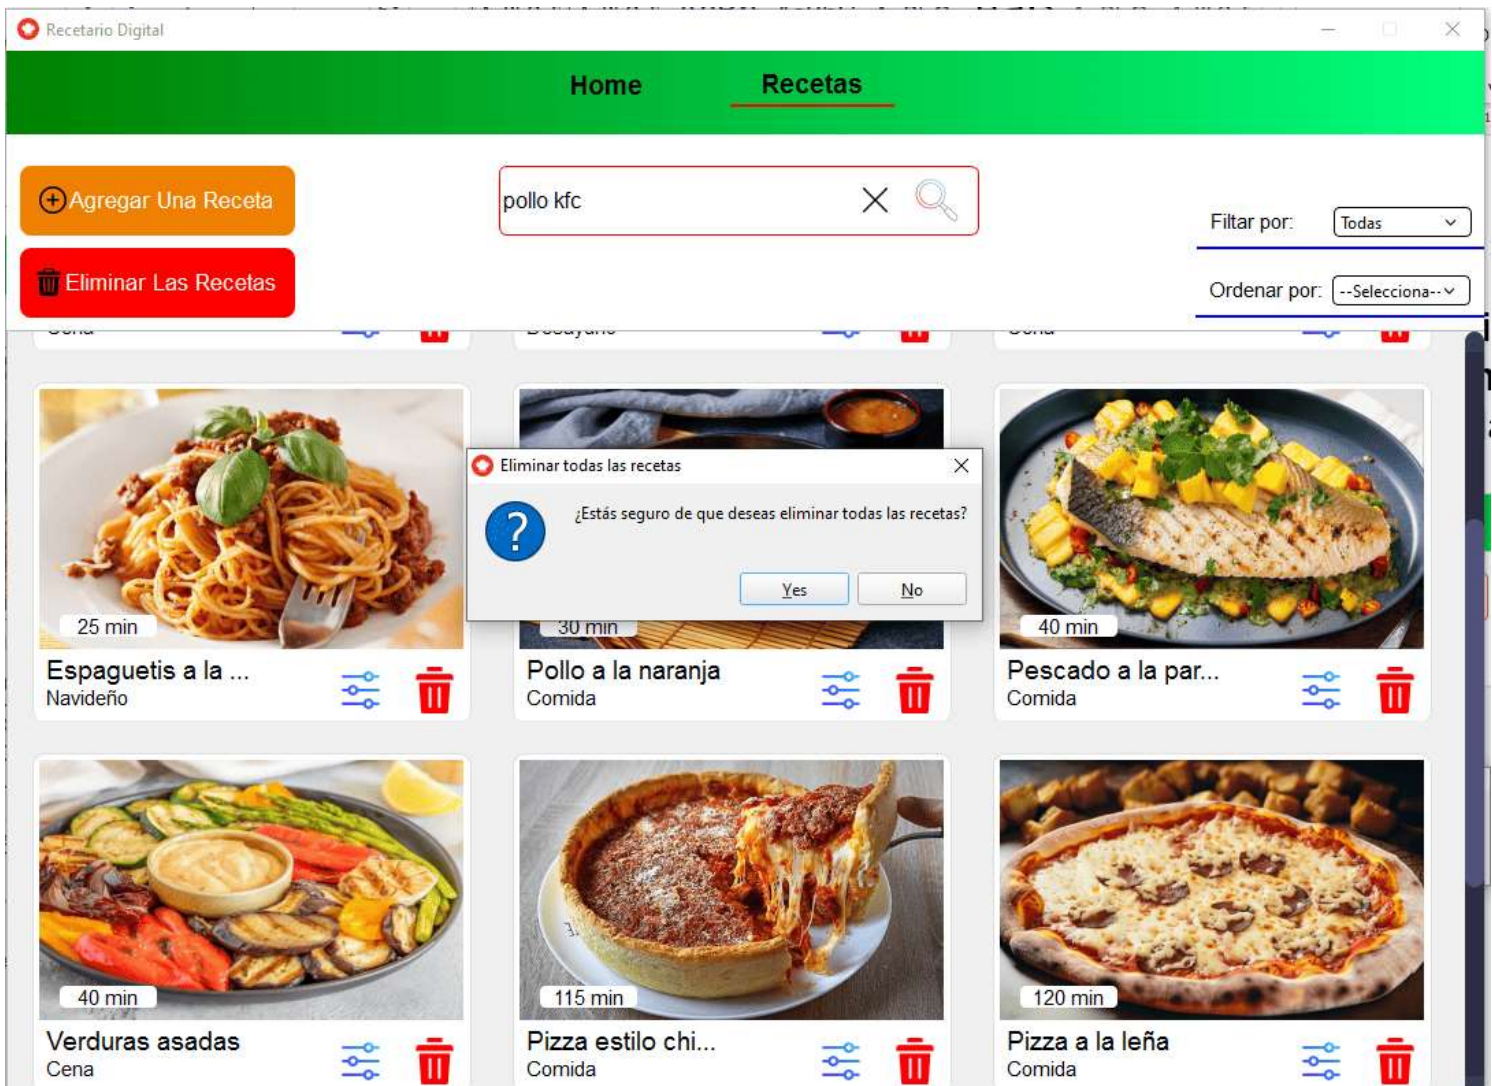 Recetario Digital
Home
Recetas
Agregar Una Receta
pollo kfc
Filtar por:
Todas
Eliminar Las Recetas
Ordenar por:
--Selecciona--
Cena
Desayuno
Cena
Eliminar todas las recetas
¿Estás seguro de que deseas eliminar todas las recetas?
Yes
No
25 min
30 min
40 min
Espaguetis a la ...
Navideño
Pollo a la naranja
Comida
Pescado a la par...
Comida
40 min
115 min
120 min
Verduras asadas
Cena
Pizza estilo chi...
Comida
Pizza a la leña
Comida